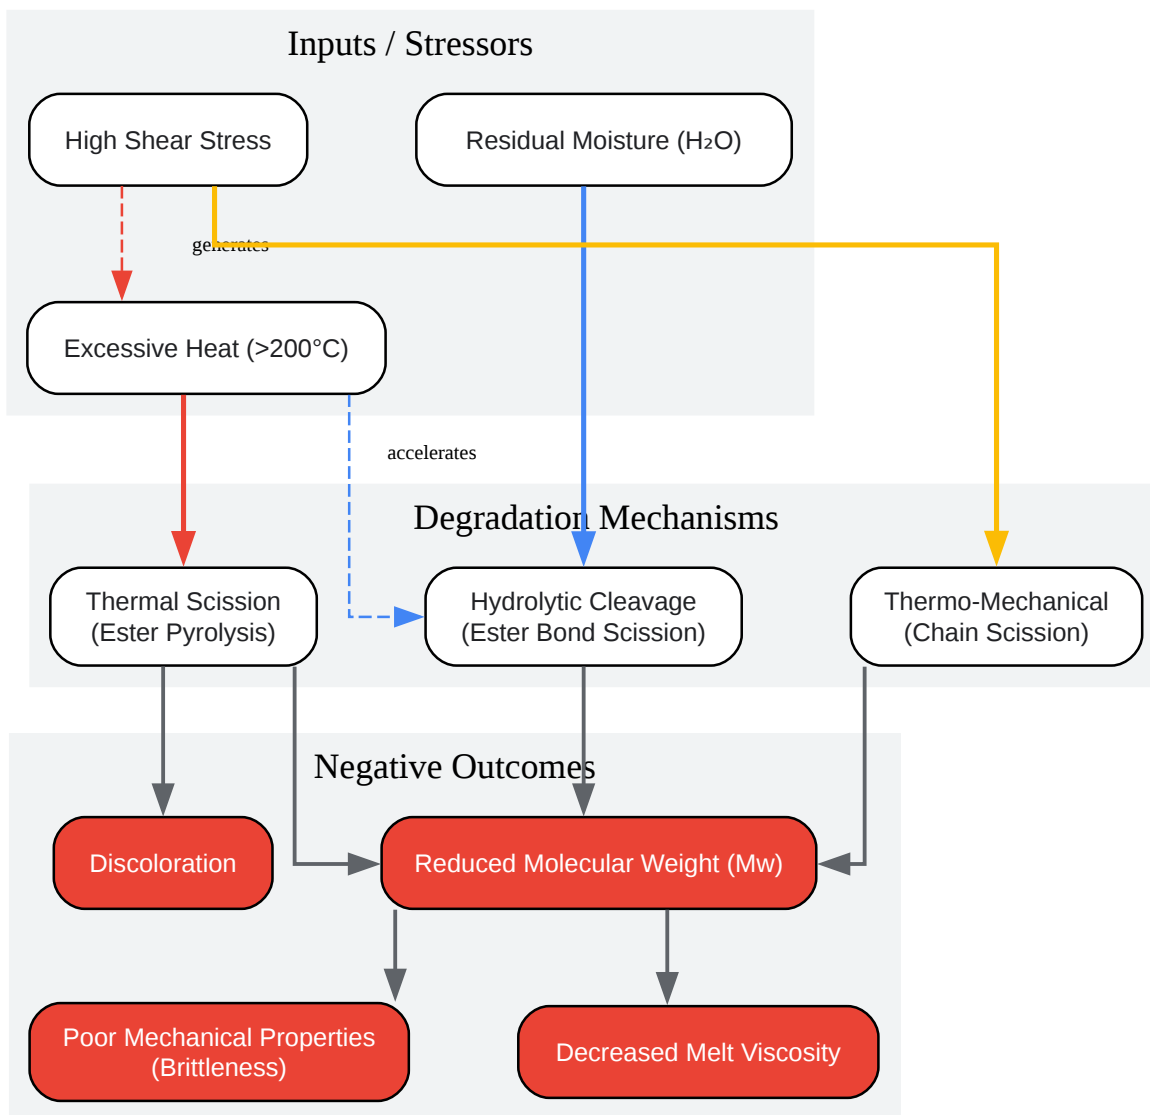 Inputs / Stressors
High Shear Stress
Residual Moisture (H₂O)
generates
Excessive Heat (>200°C)
accelerates
Degradation Mechanisms
Thermal Scission
(Ester Pyrolysis)
Hydrolytic Cleavage
(Ester Bond Scission)
Thermo-Mechanical
(Chain Scission)
Negative Outcomes
Discoloration
Reduced Molecular Weight (Mw)
Poor Mechanical Properties
(Brittleness)
Decreased Melt Viscosity